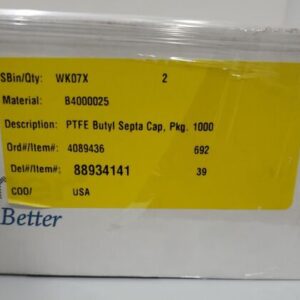 SBin/Qty: WK07X 2
Material: B4000025
Description: PTFE Butyl Septa Cap, Pkg. 1000
Ord#/Item#: 4089436 692
Del#/Item#: 88934141 39
COO/ USA
Better